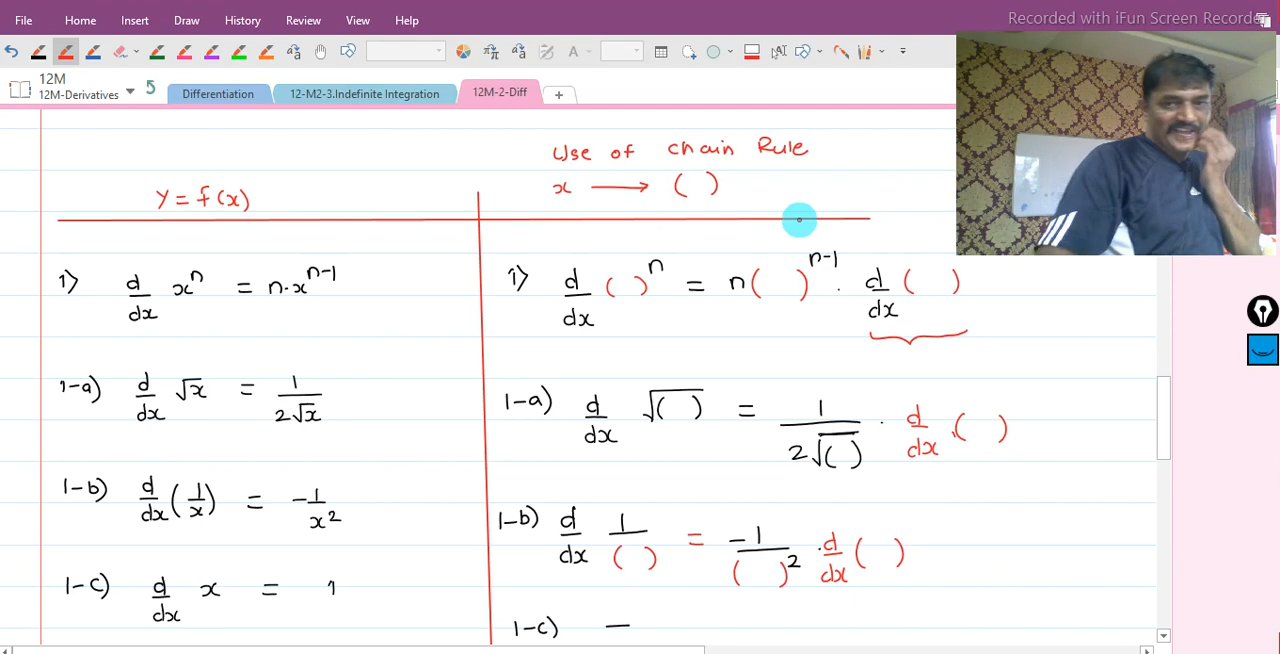 Recorded with iFun Screen Recorder
File Home Insert Draw History Review View Help
12M
12M-Derivatives
Differentiation 12-M2-3.Indefinite Integration 12M-2-Diff +
Use of chain Rule
x → ( )
Y = f(x)
1) d/dx x^n = n·x^(n-1)
1) d/dx ( )^n = n( )^(n-1) · d/dx ( )
1-a) d/dx √x = 1/(2√x)
1-a) d/dx √( ) = 1/(2√( )) · d/dx ( )
1-b) d/dx (1/x) = -1/x²
1-b) d/dx 1/( ) = -1/( )² · d/dx ( )
1-c) d/dx x = 1
1-c) —